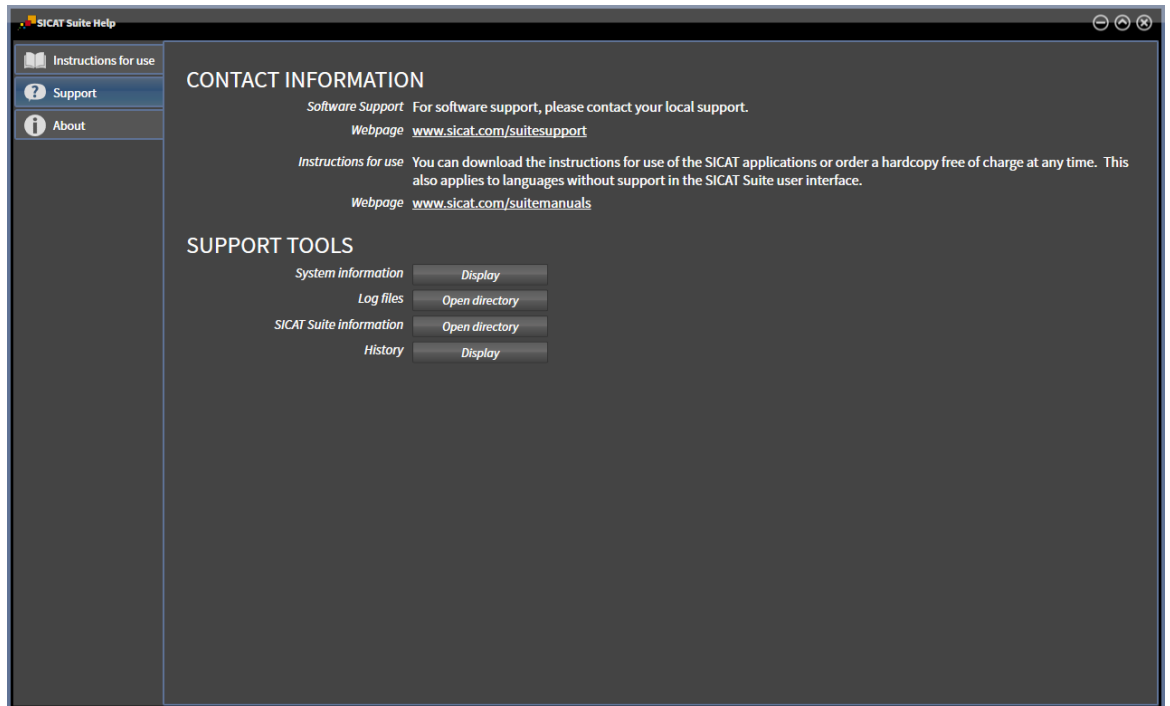 SICAT Suite Help
Instructions for use
Support
About
CONTACT INFORMATION
Software Support For software support, please contact your local support.
Webpage www.sicat.com/suitesupport
Instructions for use You can download the instructions for use of the SICAT applications or order a hardcopy free of charge at any time.  This
also applies to languages without support in the SICAT Suite user interface.
Webpage www.sicat.com/suitemanuals
SUPPORT TOOLS
System information Display
Log files Open directory
SICAT Suite information Open directory
History Display